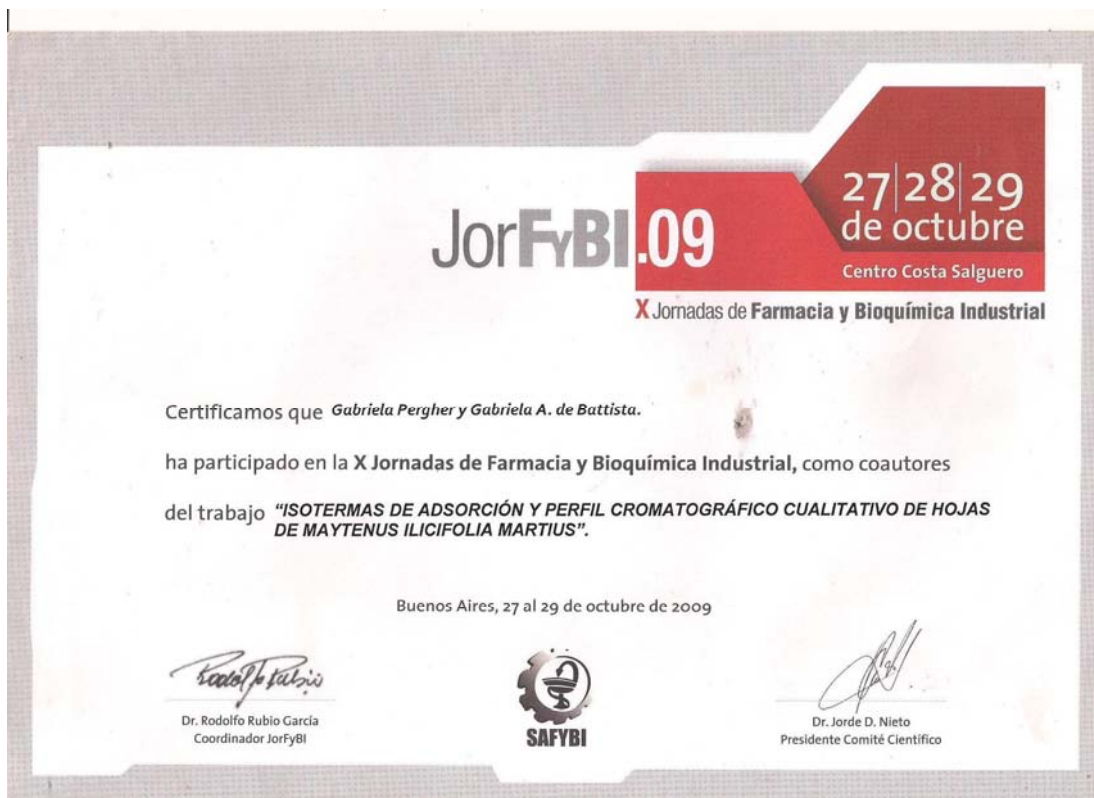 27|28|29
de octubre
JorFyBI.09
Centro Costa Salguero
X Jornadas de Farmacia y Bioquímica Industrial
Certificamos que Gabriela Pergher y Gabriela A. de Battista.
ha participado en la X Jornadas de Farmacia y Bioquímica Industrial, como coautores
del trabajo "ISOTERMAS DE ADSORCIÓN Y PERFIL CROMATOGRÁFICO CUALITATIVO DE HOJAS
DE MAYTENUS ILICIFOLIA MARTIUS".
Buenos Aires, 27 al 29 de octubre de 2009
Rodolfo Rubio
Dr. Rodolfo Rubio García
Coordinador JorFyBI
SAFYBI
Dr. Jorde D. Nieto
Presidente Comité Científico